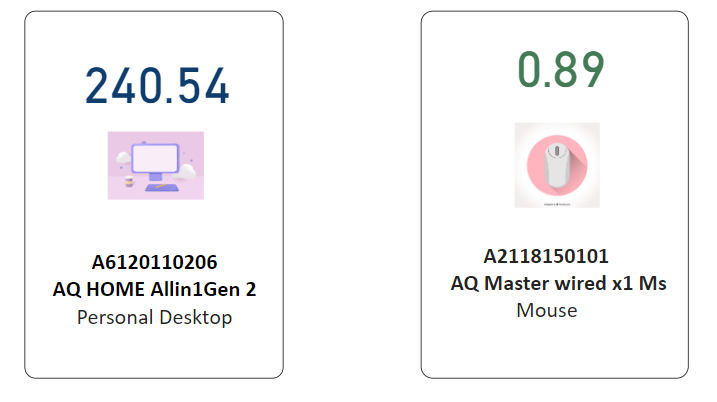 240.54
A6120110206
AQ HOME Allin1Gen 2
Personal Desktop
0.89
A2118150101
AQ Master wired x1 Ms
Mouse